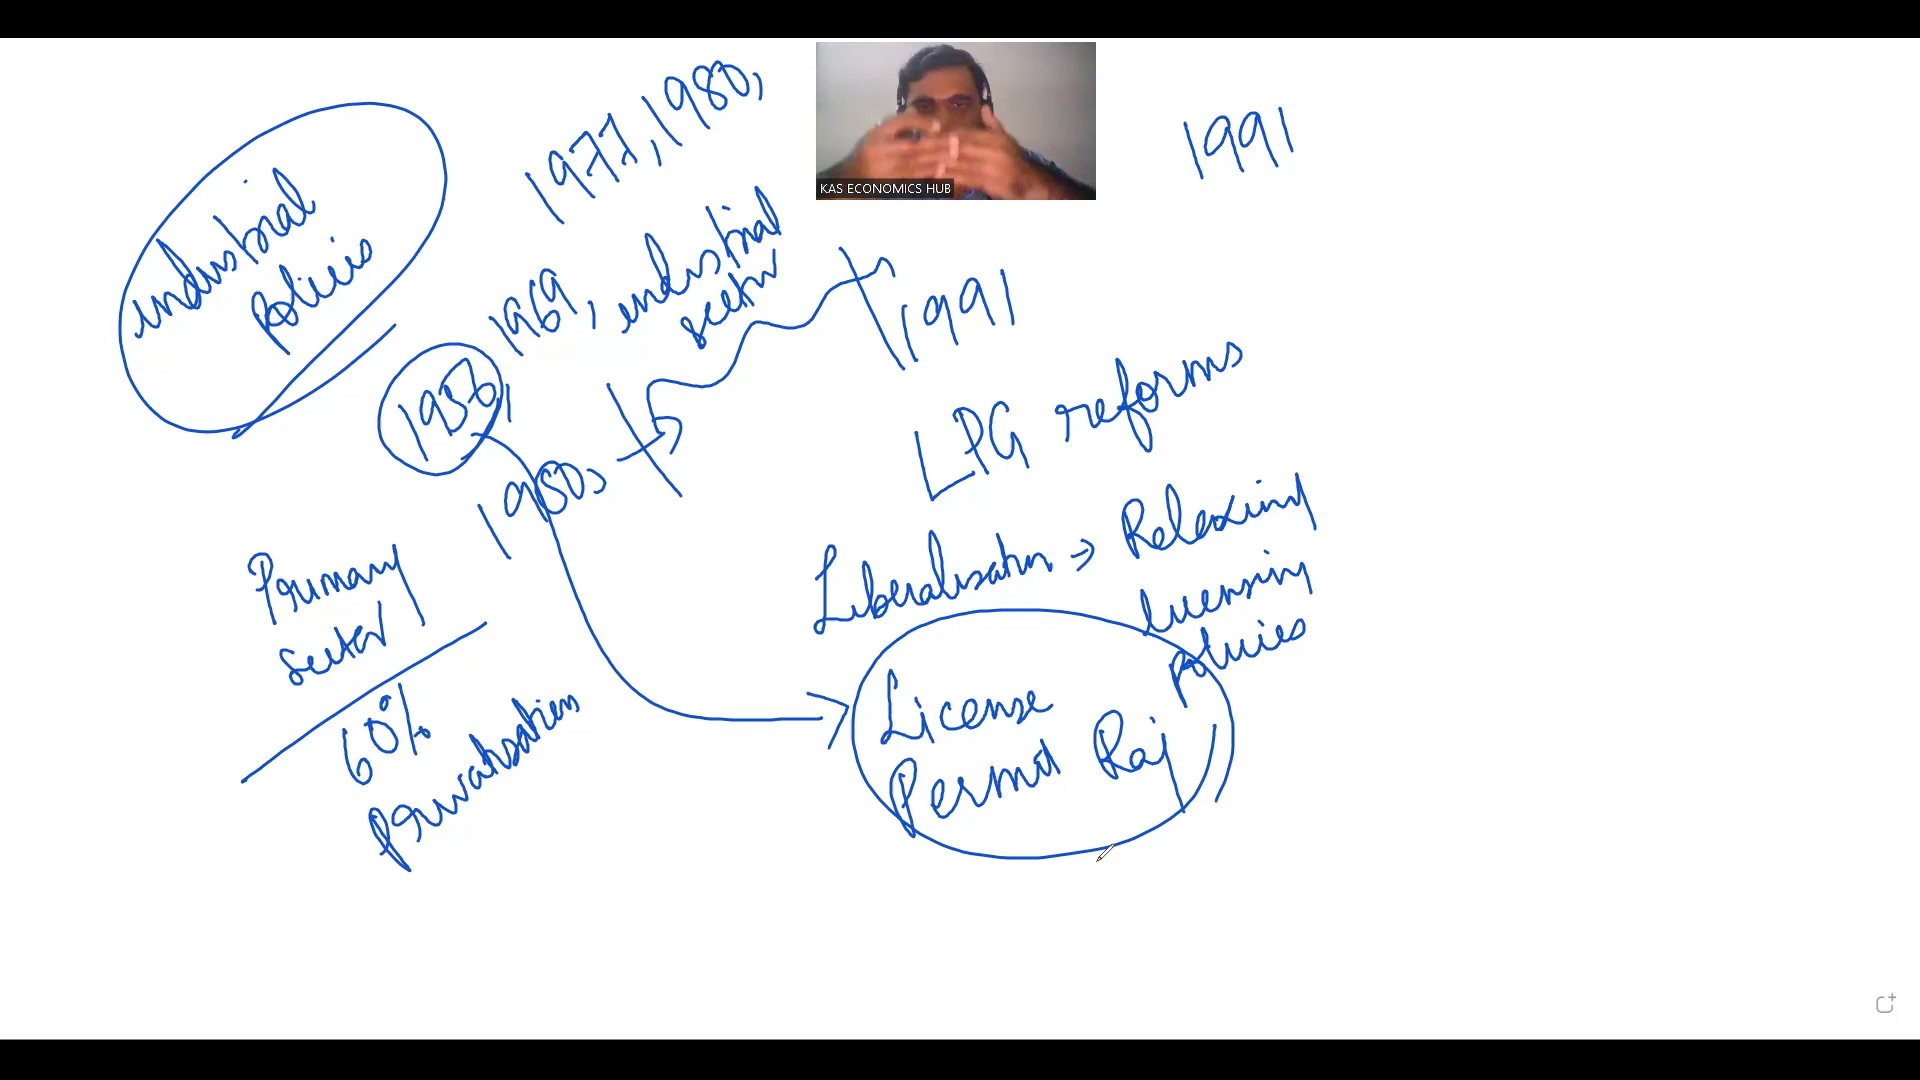 industrial
policies
1977, 1980,
1991
1969, industrial
sector
1956,
1980s
1991
LPG reforms
Liberalisation → Relaxing
licensing
policies
License
Permit Raj
Primary
sector
60%
privatisation
KAS ECONOMICS HUB